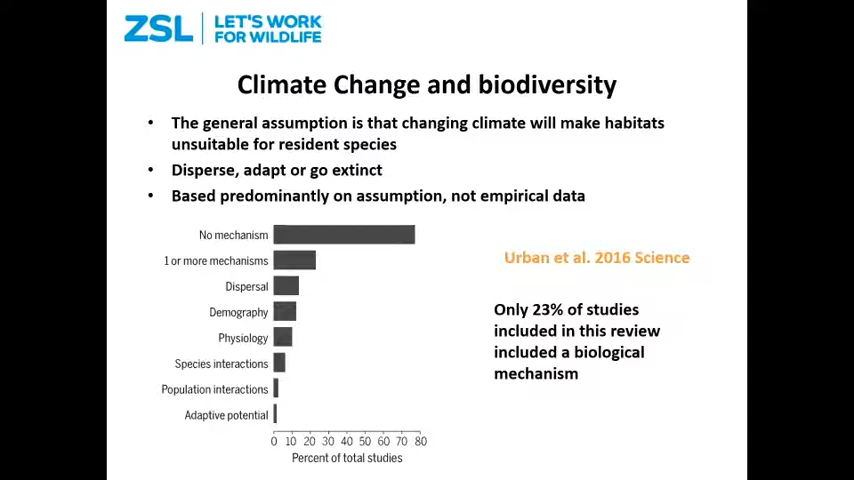 ZSL
LET'S WORK
FOR WILDLIFE
Climate Change and biodiversity
• The general assumption is that changing climate will make habitats
unsuitable for resident species
• Disperse, adapt or go extinct
• Based predominantly on assumption, not empirical data
No mechanism
1 or more mechanisms
Dispersal
Demography
Physiology
Species interactions
Population interactions
Adaptive potential
0 10 20 30 40 50 60 70 80
Percent of total studies
Urban et al. 2016 Science
Only 23% of studies
included in this review
included a biological
mechanism